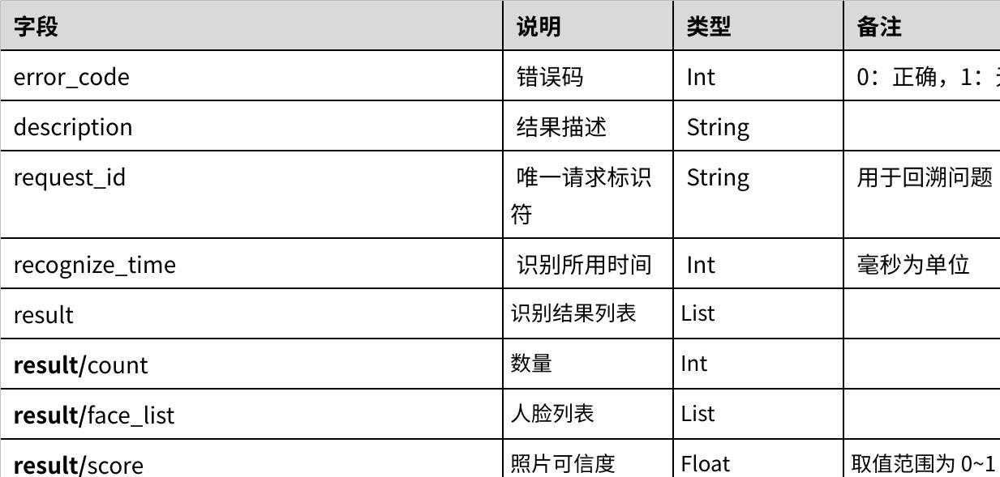 字段 说明 类型 备注
error_code 错误码 Int 0：正确，1：
description 结果描述 String
request_id 唯一请求标识 String 用于回溯问题
符
recognize_time 识别所用时间 Int 毫秒为单位
result 识别结果列表 List
result/count 数量 Int
result/face_list 人脸列表 List
result/score 照片可信度 Float 取值范围为 0~1